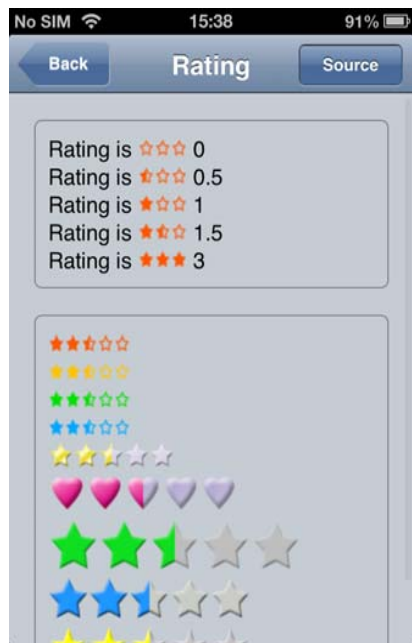 No SIM 15:38 91%
Back Rating Source
Rating is ☆☆☆ 0
Rating is ⯪☆☆ 0.5
Rating is ★☆☆ 1
Rating is ★⯪☆ 1.5
Rating is ★★★ 3